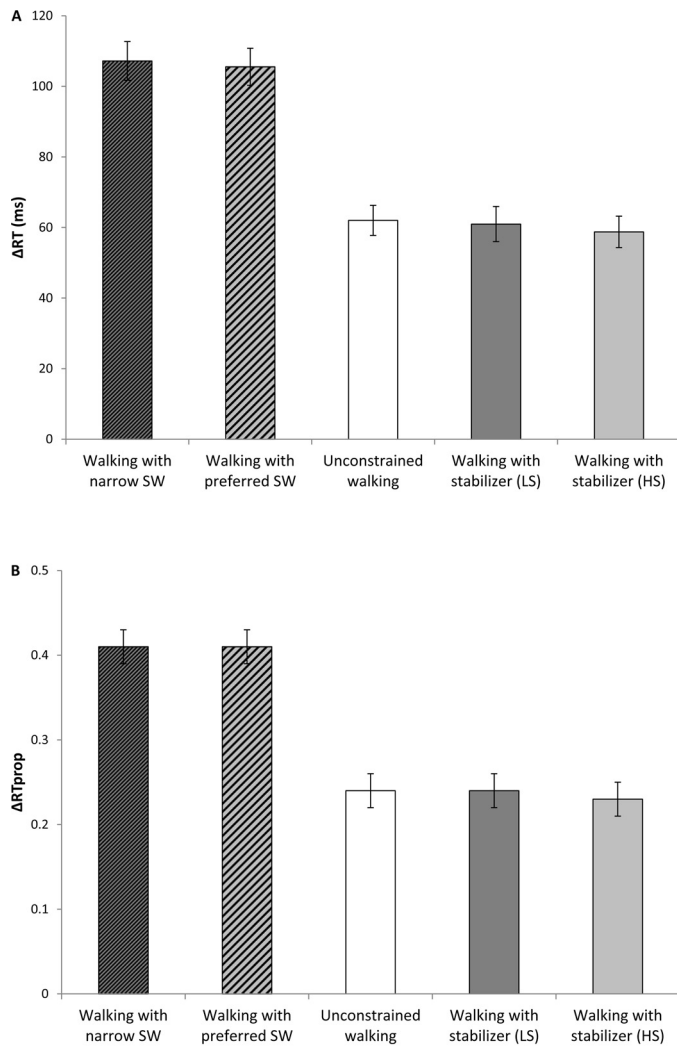 A
120
100
80
60
40
20
0
ΔRT (ms)
Walking with narrow SW
Walking with preferred SW
Unconstrained walking
Walking with stabilizer (LS)
Walking with stabilizer (HS)
B
0.5
0.4
0.3
0.2
0.1
0
ΔRTprop
Walking with narrow SW
Walking with preferred SW
Unconstrained walking
Walking with stabilizer (LS)
Walking with stabilizer (HS)